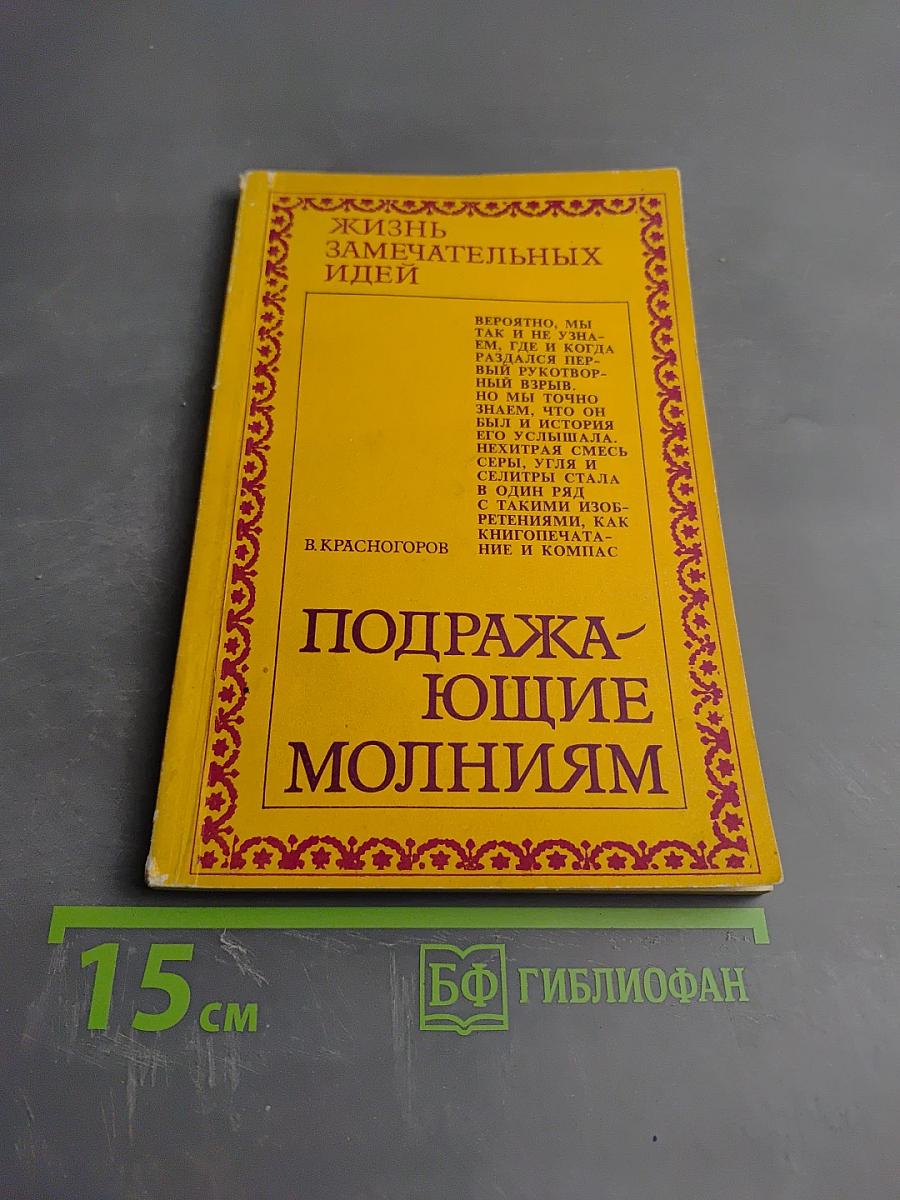 ЖИЗНЬ
ЗАМЕЧАТЕЛЬНЫХ
ИДЕЙ
ВЕРОЯТНО, МЫ
ТАК И НЕ УЗНА-
ЕМ, ГДЕ И КОГДА
РАЗДАЛСЯ ПЕР-
ВЫЙ РУКОТВОР-
НЫЙ ВЗРЫВ.
НО МЫ ТОЧНО
ЗНАЕМ, ЧТО ОН
БЫЛ И ИСТОРИЯ
ЕГО УСЛЫШАЛА.
НЕХИТРАЯ СМЕСЬ
СЕРЫ, УГЛЯ И
СЕЛИТРЫ СТАЛА
В ОДИН РЯД
С ТАКИМИ ИЗОБ-
РЕТЕНИЯМИ, КАК
КНИГОПЕЧАТА-
НИЕ И КОМПАС
В. КРАСНОГОРОВ
ПОДРАЖА-
ЮЩИЕ
МОЛНИЯМ
15 см
БФ ГИБЛИОФАН